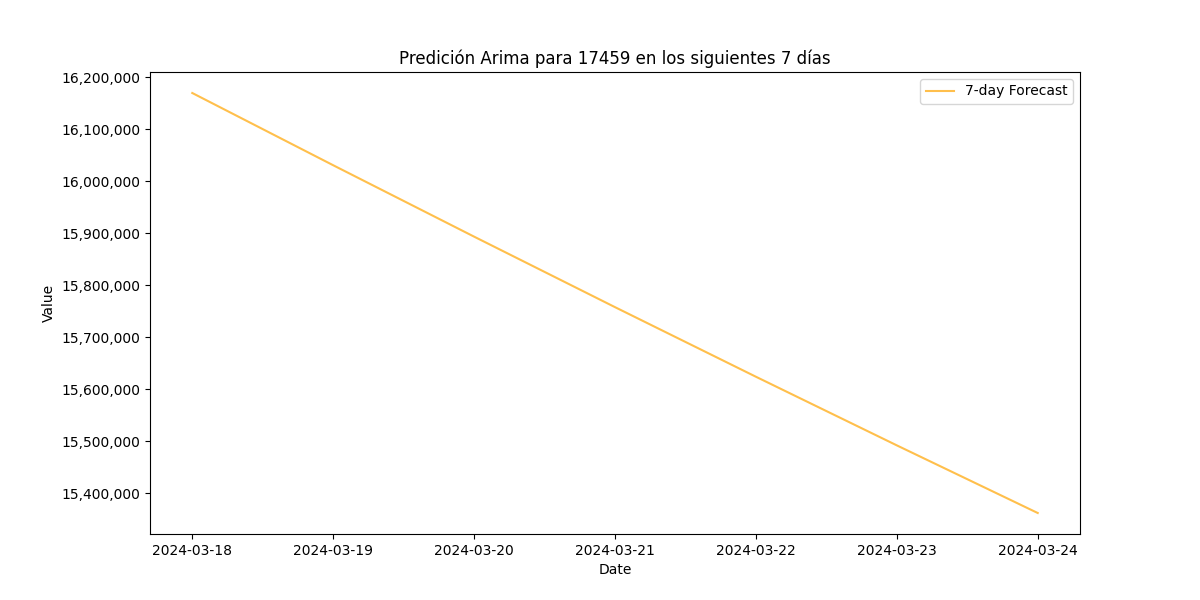 Predición Arima para 17459 en los siguientes 7 días
7-day Forecast
16,200,000
16,100,000
16,000,000
15,900,000
15,800,000
15,700,000
15,600,000
15,500,000
15,400,000
Value
2024-03-18 2024-03-19 2024-03-20 2024-03-21 2024-03-22 2024-03-23 2024-03-24
Date